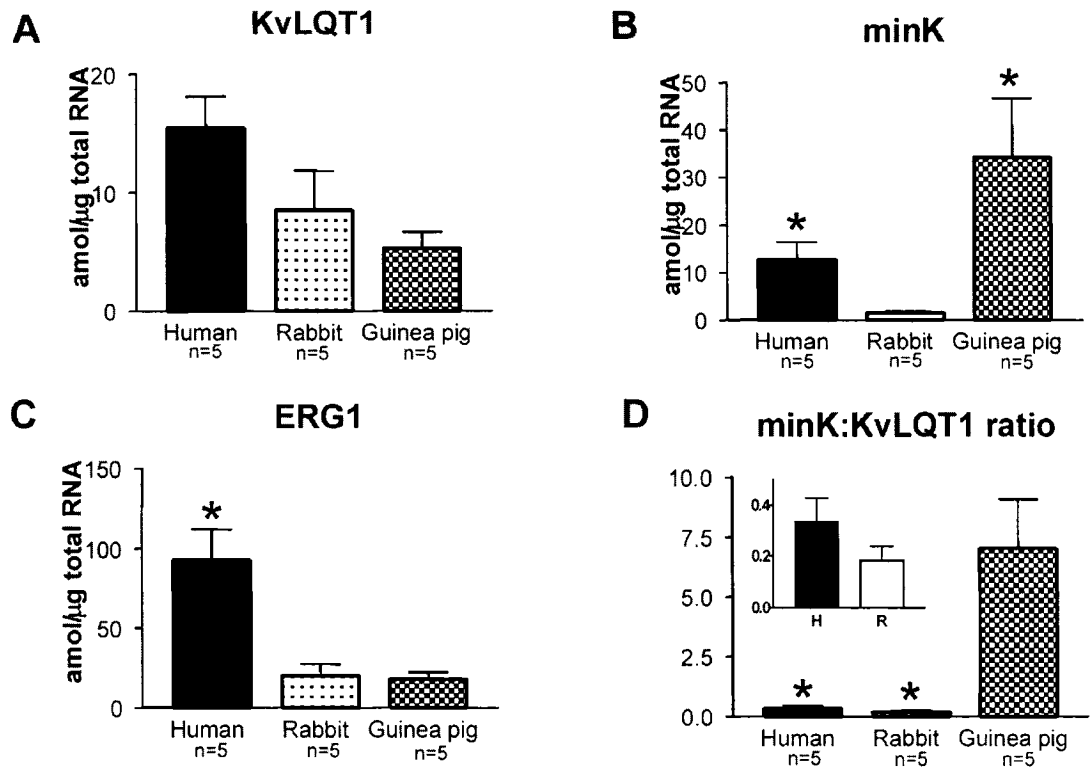 A
KvLQT1
amol/μg total RNA
20
10
0
Human
n=5
Rabbit
n=5
Guinea pig
n=5
B
minK
amol/μg total RNA
50
40
30
20
10
0
*
*
Human
n=5
Rabbit
n=5
Guinea pig
n=5
C
ERG1
amol/μg total RNA
150
100
50
0
*
Human
n=5
Rabbit
n=5
Guinea pig
n=5
D
minK:KvLQT1 ratio
10.0
7.5
5.0
2.5
0.0
0.4
0.2
0.0
H
R
*
*
Human
n=5
Rabbit
n=5
Guinea pig
n=5